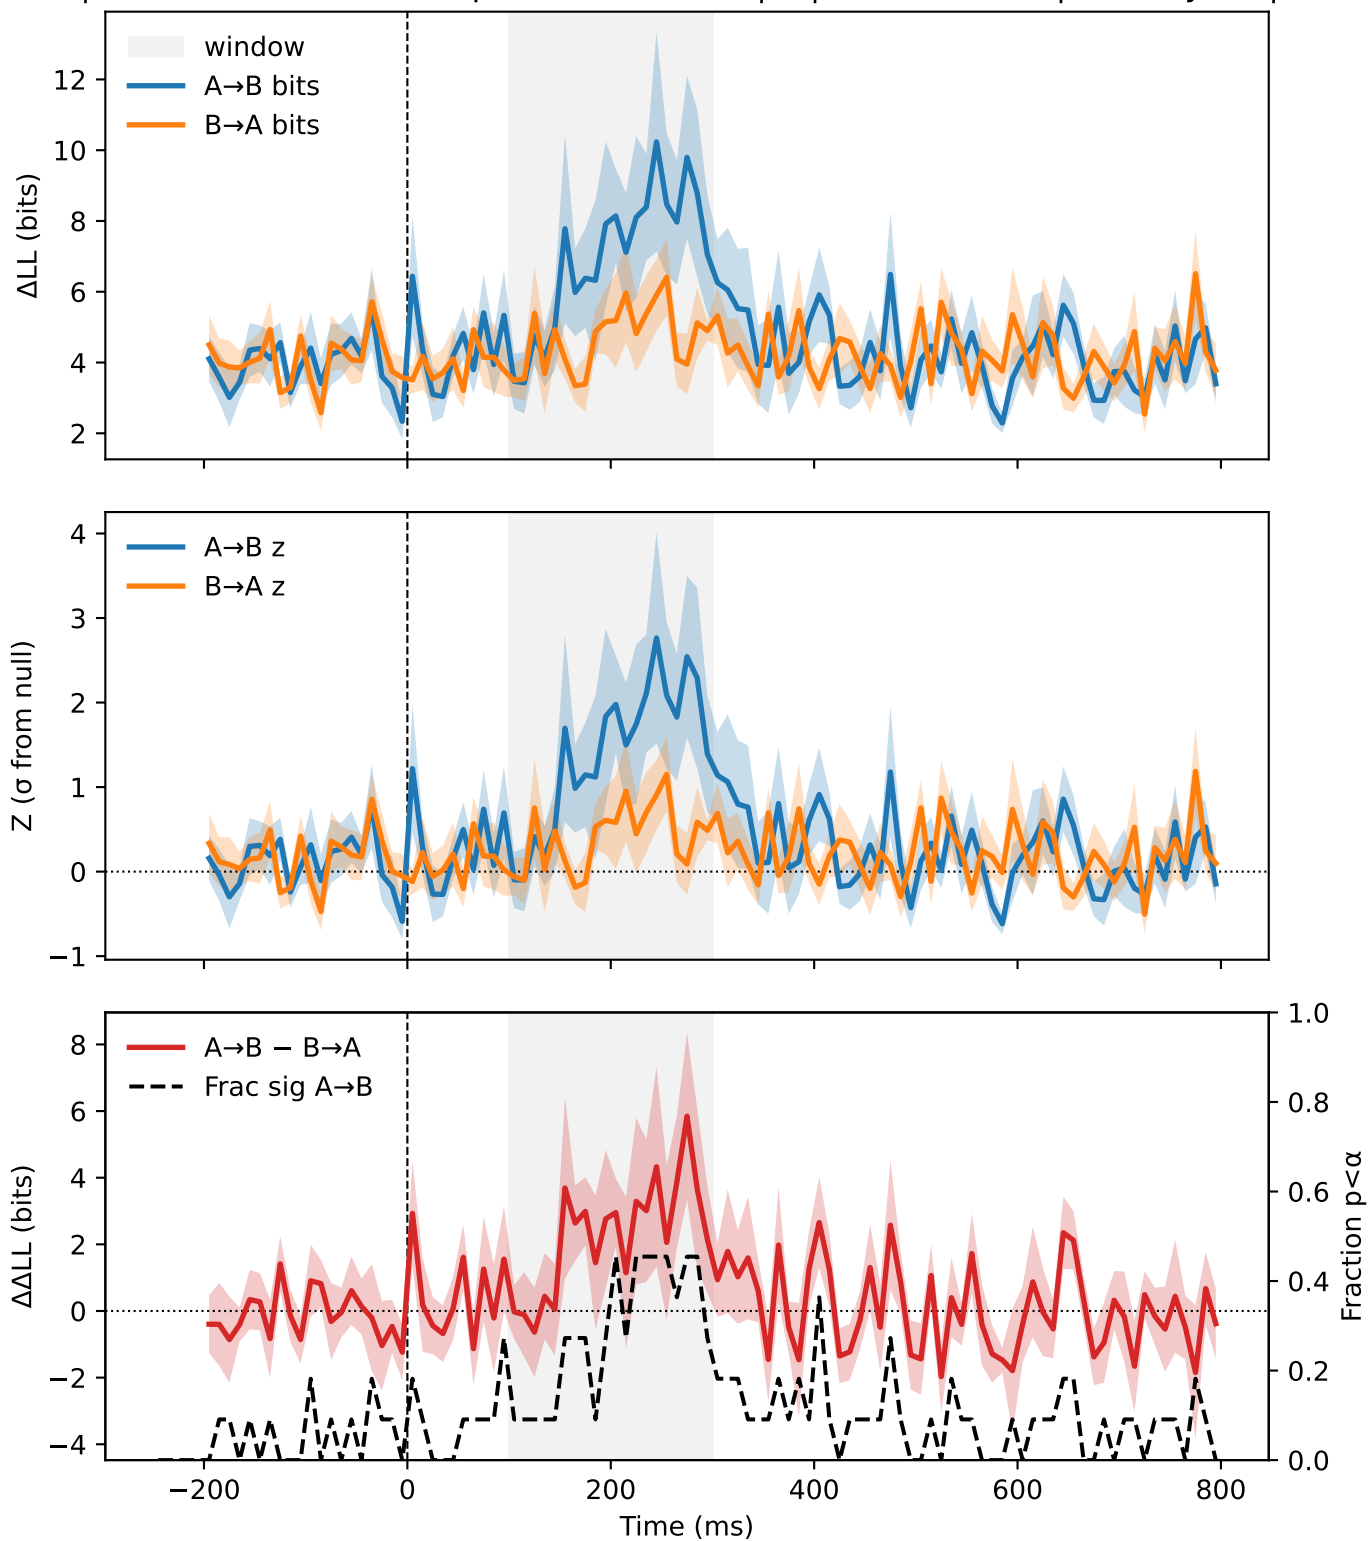 window
A→B bits
B→A bits
12
10
8
6
4
2
ΔLL (bits)
A→B z
B→A z
4
3
2
1
0
−1
Z (σ from null)
A→B − B→A
Frac sig A→B
8
6
4
2
0
−2
−4
ΔΔLL (bits)
1.0
0.8
0.6
0.4
0.2
0.0
Fraction p<α
−200 0 200 400 600 800
Time (ms)